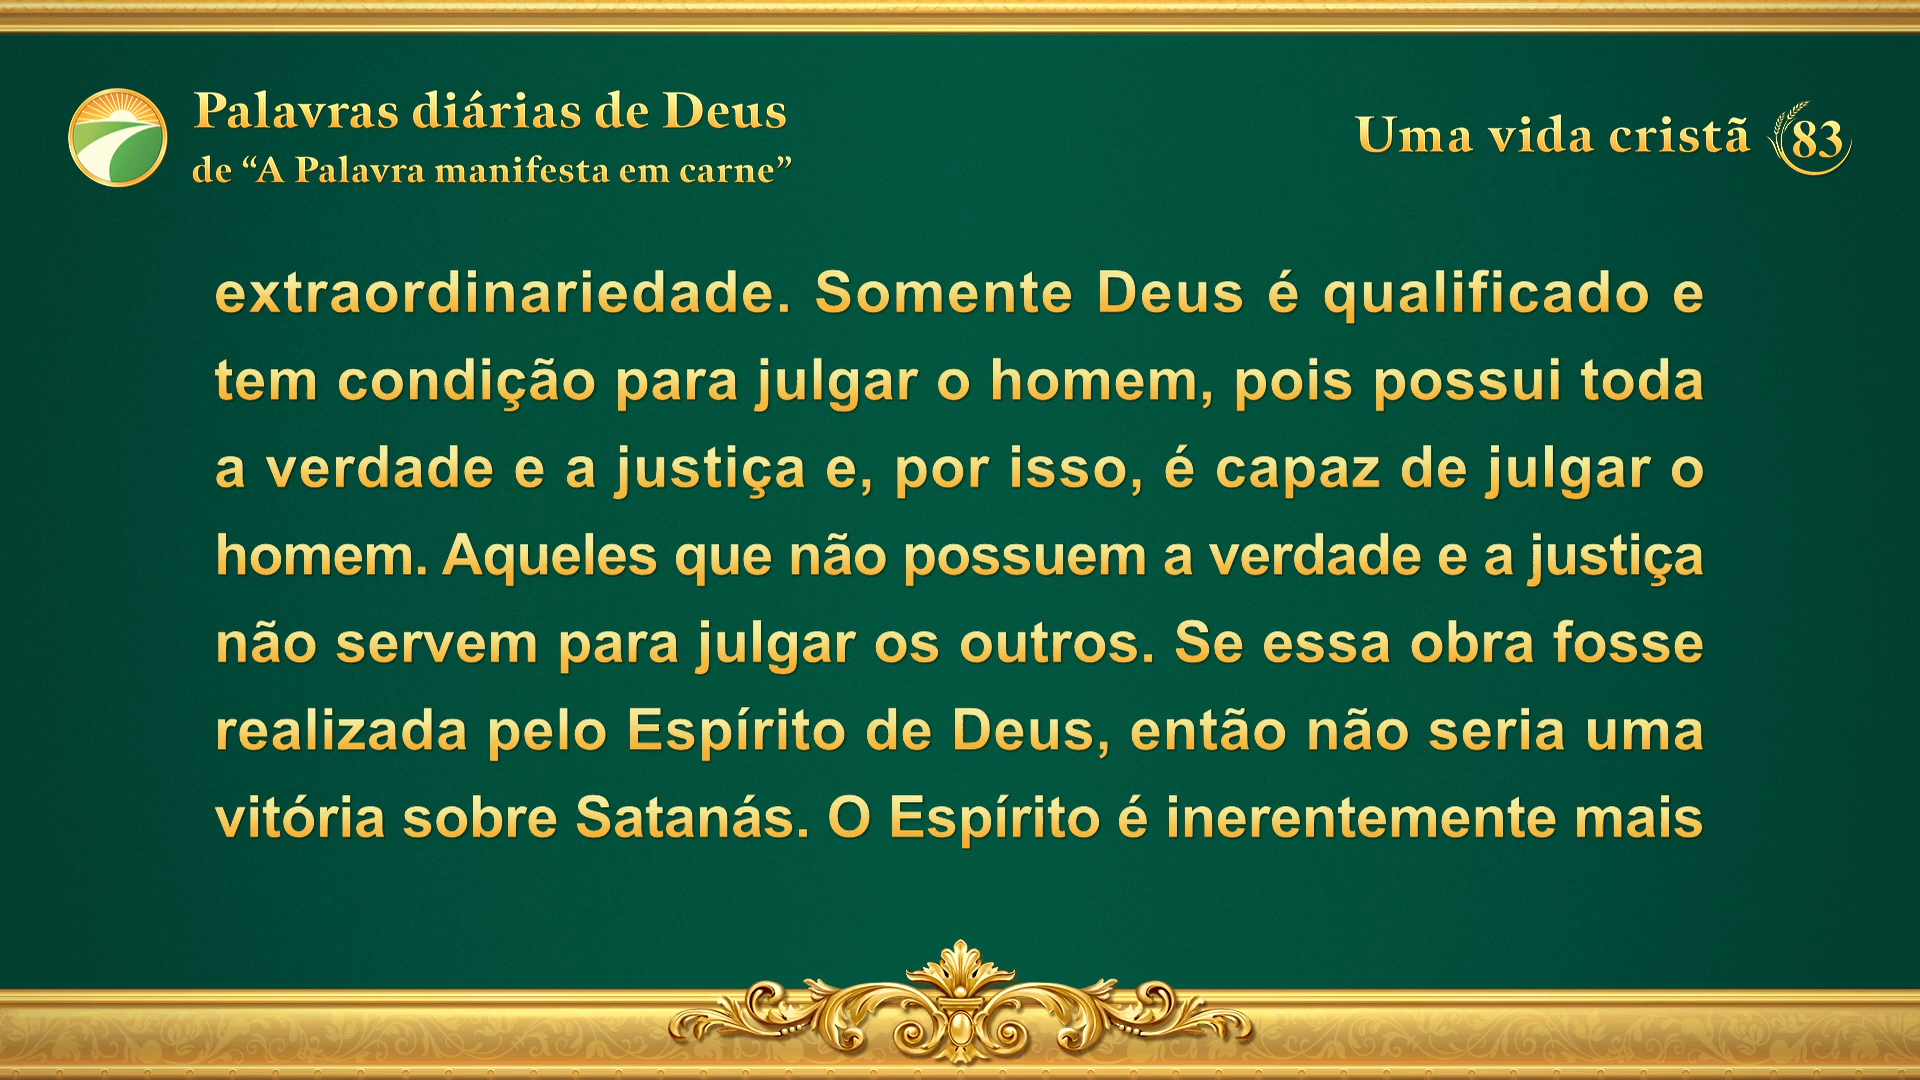 Palavras diárias de Deus
de “A Palavra manifesta em carne”
Uma vida cristã 83
extraordinariedade. Somente Deus é qualificado e
tem condição para julgar o homem, pois possui toda
a verdade e a justiça e, por isso, é capaz de julgar o
homem. Aqueles que não possuem a verdade e a justiça
não servem para julgar os outros. Se essa obra fosse
realizada pelo Espírito de Deus, então não seria uma
vitória sobre Satanás. O Espírito é inerentemente mais